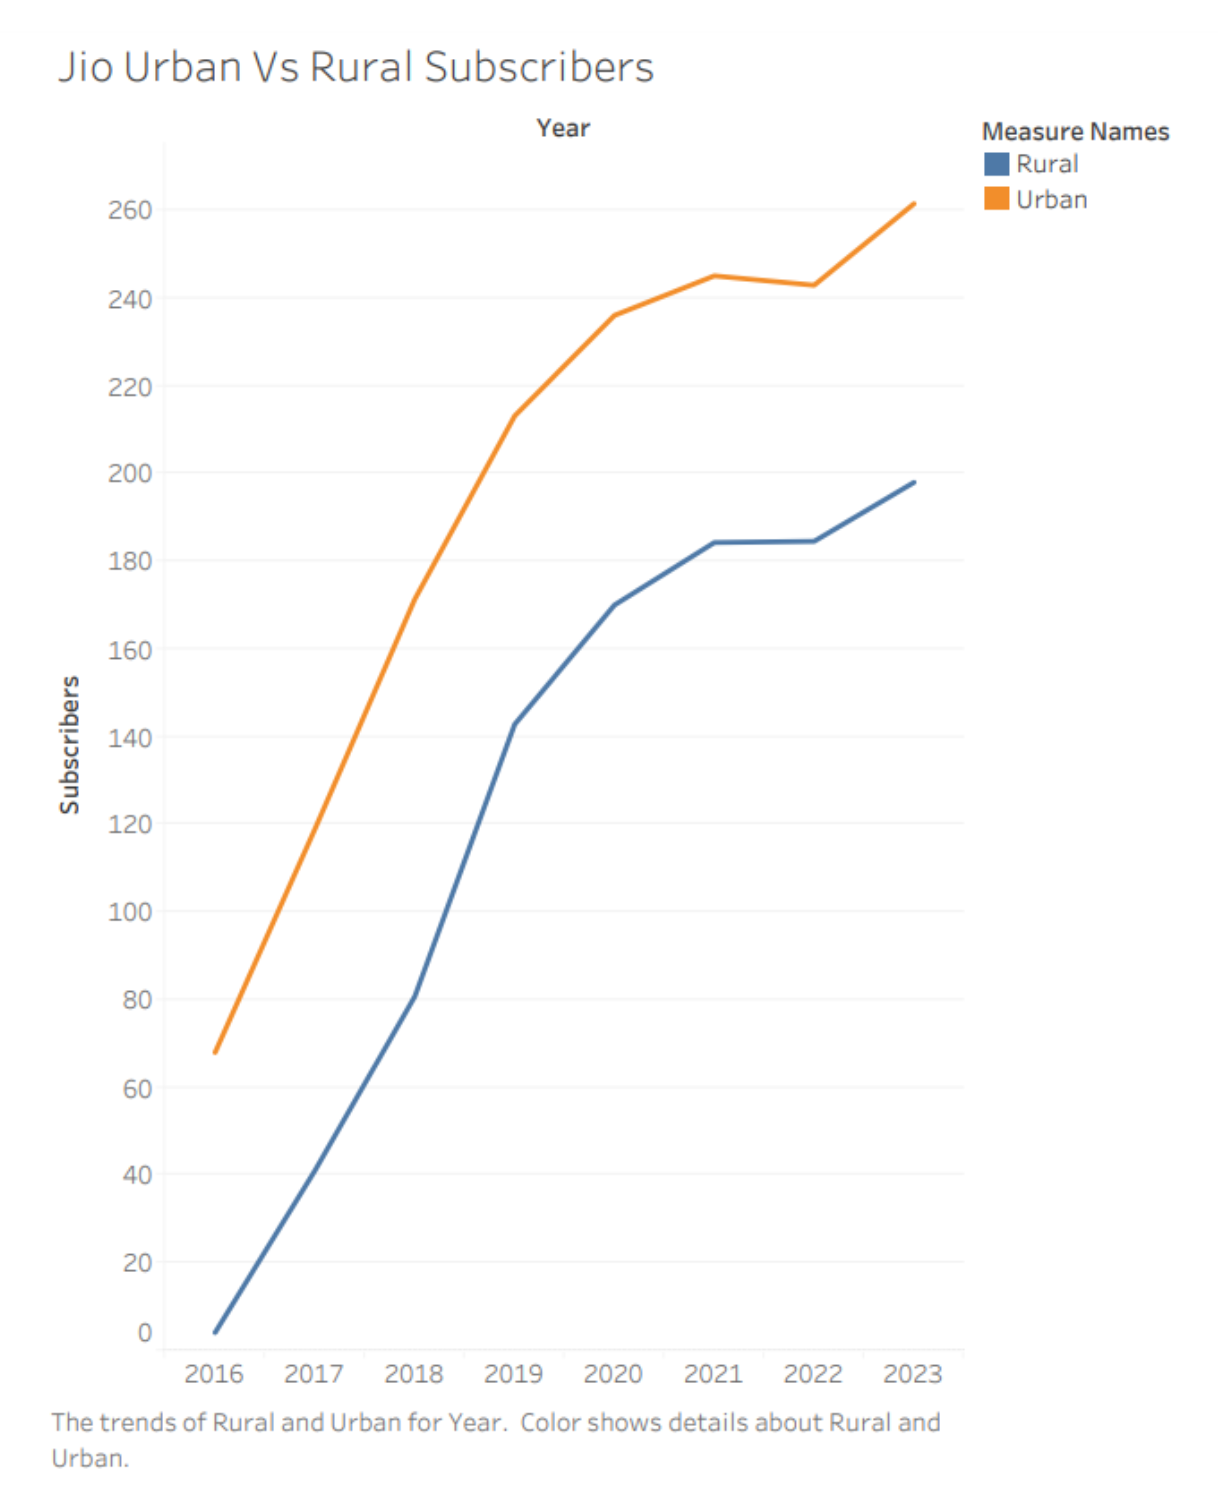 Jio Urban Vs Rural Subscribers
Year
Measure Names
Rural
Urban
260
240
220
200
180
160
140
120
100
80
60
40
20
0
Subscribers
2016 2017 2018 2019 2020 2021 2022 2023
The trends of Rural and Urban for Year. Color shows details about Rural and
Urban.